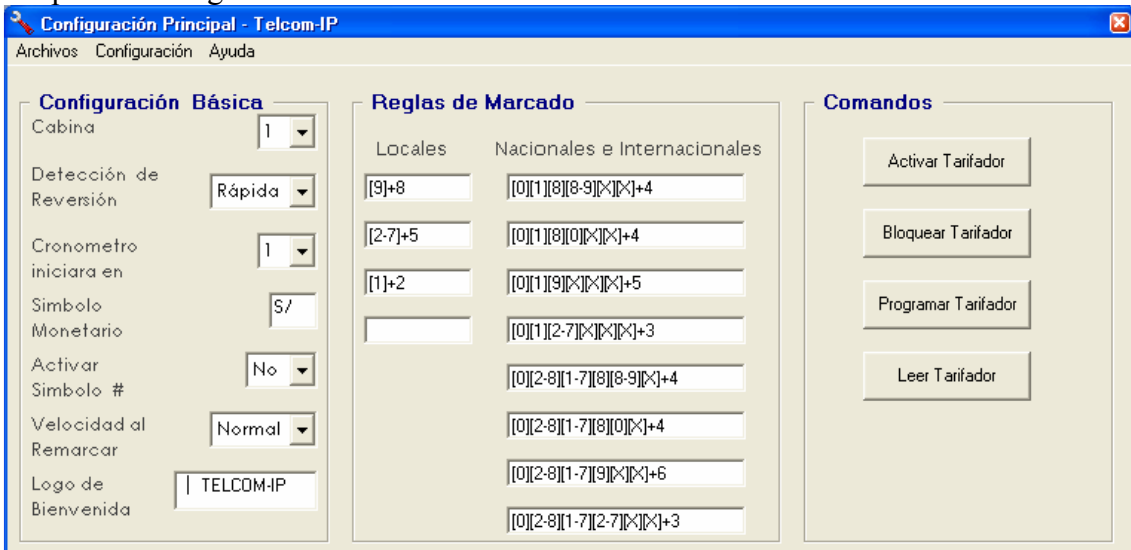 Configuración Principal - Telcom-IP
Archivos Configuración Ayuda
Configuración Básica
Cabina
1
Detección de
Reversión
Rápida
Cronometro
iniciara en
1
Simbolo
Monetario
S/
Activar
Simbolo #
No
Velocidad al
Remarcar
Normal
Logo de
Bienvenida
| TELCOM-IP
Reglas de Marcado
Locales
[9]+8
[2-7]+5
[1]+2
Nacionales e Internacionales
[0][1][8][8-9][X][X]+4
[0][1][8][0][X][X]+4
[0][1][9][X][X][X]+5
[0][1][2-7][X][X][X]+3
[0][2-8][1-7][8][8-9][X]+4
[0][2-8][1-7][8][0][X]+4
[0][2-8][1-7][9][X][X]+6
[0][2-8][1-7][2-7][X][X]+3
Comandos
Activar Tarifador
Bloquear Tarifador
Programar Tarifador
Leer Tarifador